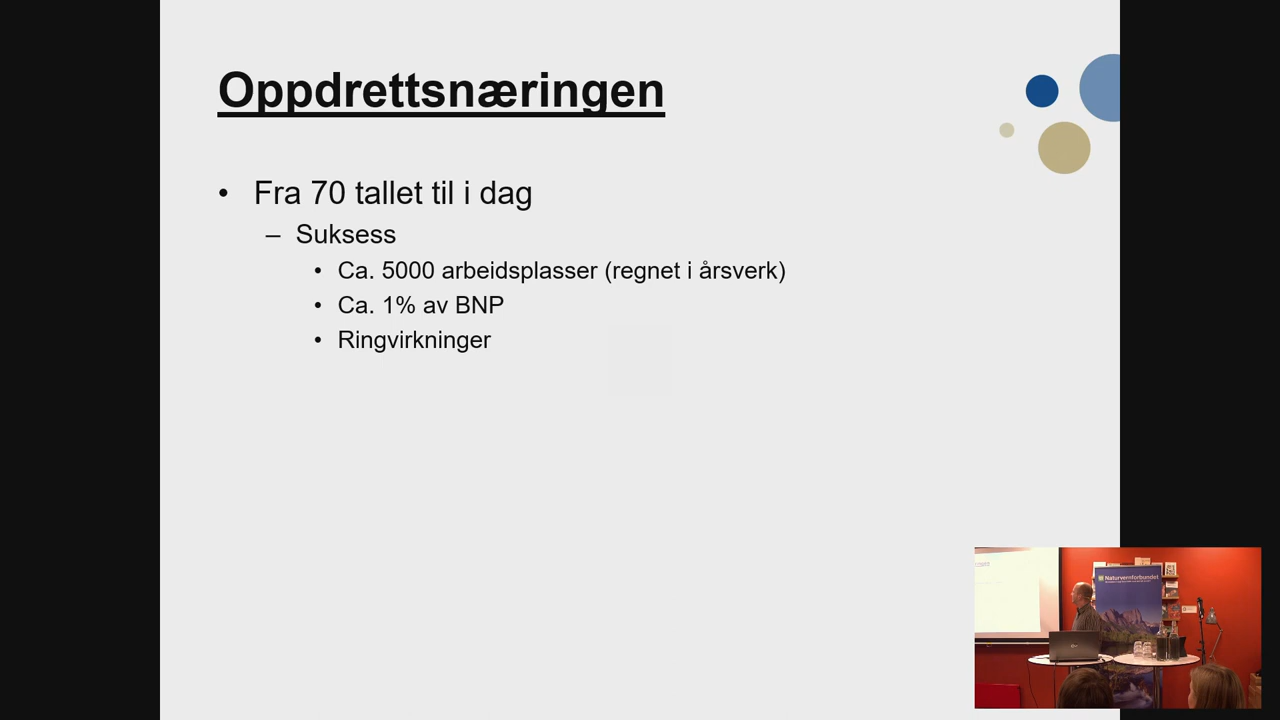 Oppdrettsnæringen
• Fra 70 tallet til i dag
– Suksess
• Ca. 5000 arbeidsplasser (regnet i årsverk)
• Ca. 1% av BNP
• Ringvirkninger
Naturvernforbundet